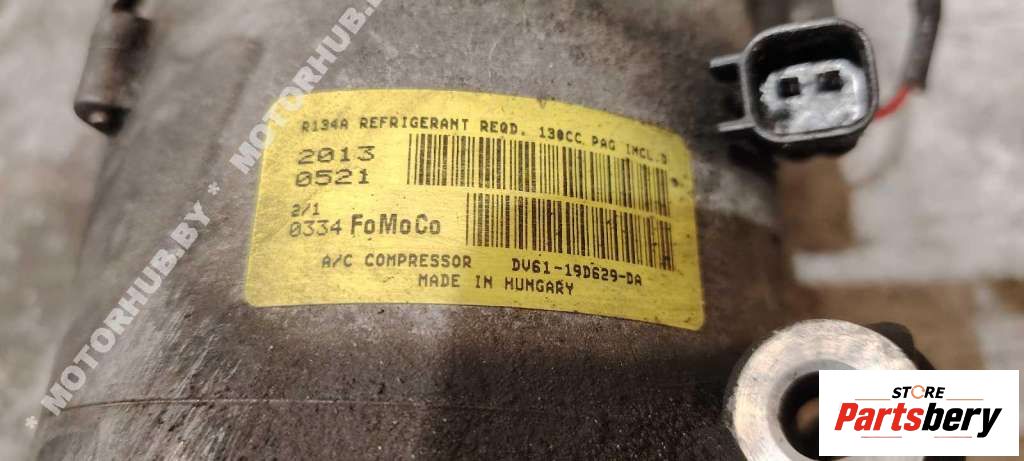 R134A REFRIGERANT REQD. 130CC PAG INCL.D
2013
0521
2/1
0334 FoMoCo
A/C COMPRESSOR DV61-19D629-DA
MADE IN HUNGARY
* MOTORHUB.BY * MOTORHUB.BY
STORE
Partsbery